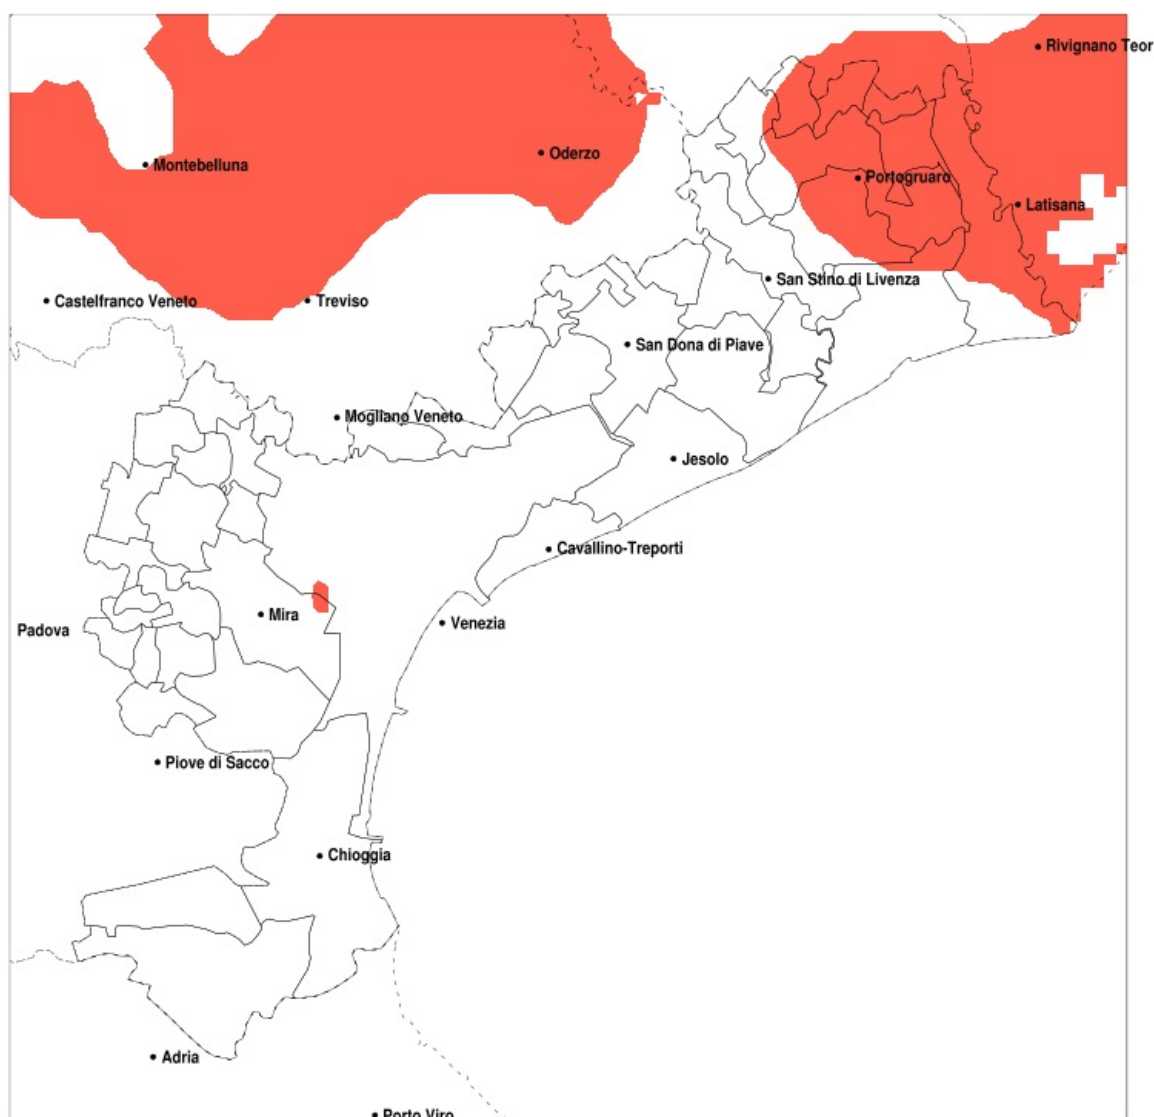 Rivignano Teor
Oderzo
Montebelluna
Portogruaro
Latisana
San Stino di Livenza
Castelfranco Veneto
Treviso
San Dona di Piave
Mogliano Veneto
Jesolo
Cavallino-Treporti
Mira
Venezia
Padova
Piove di Sacco
Chioggia
Adria
Porto Viro